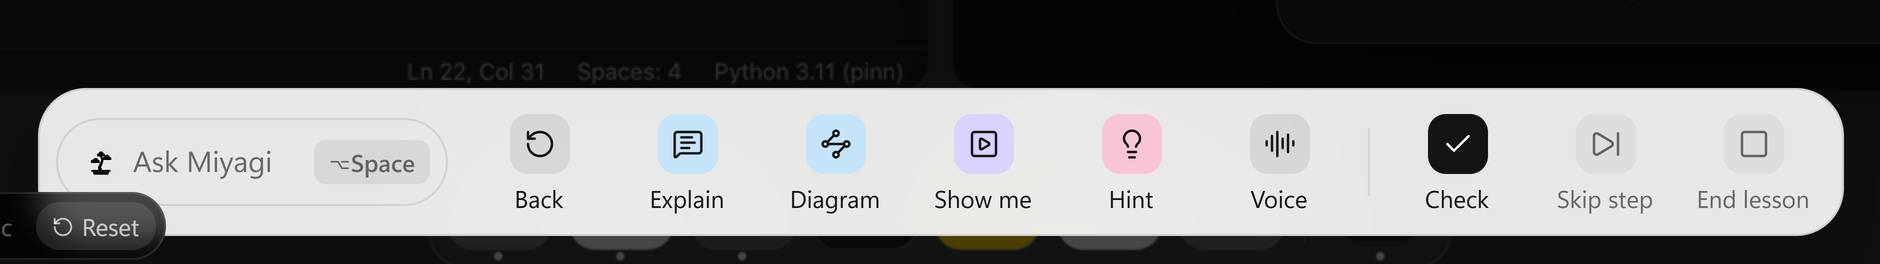 Ln 22, Col 31 Spaces: 4 Python 3.11 (pinn)
Ask Miyagi ⌥Space
Back Explain Diagram Show me Hint Voice Check Skip step End lesson
c Reset